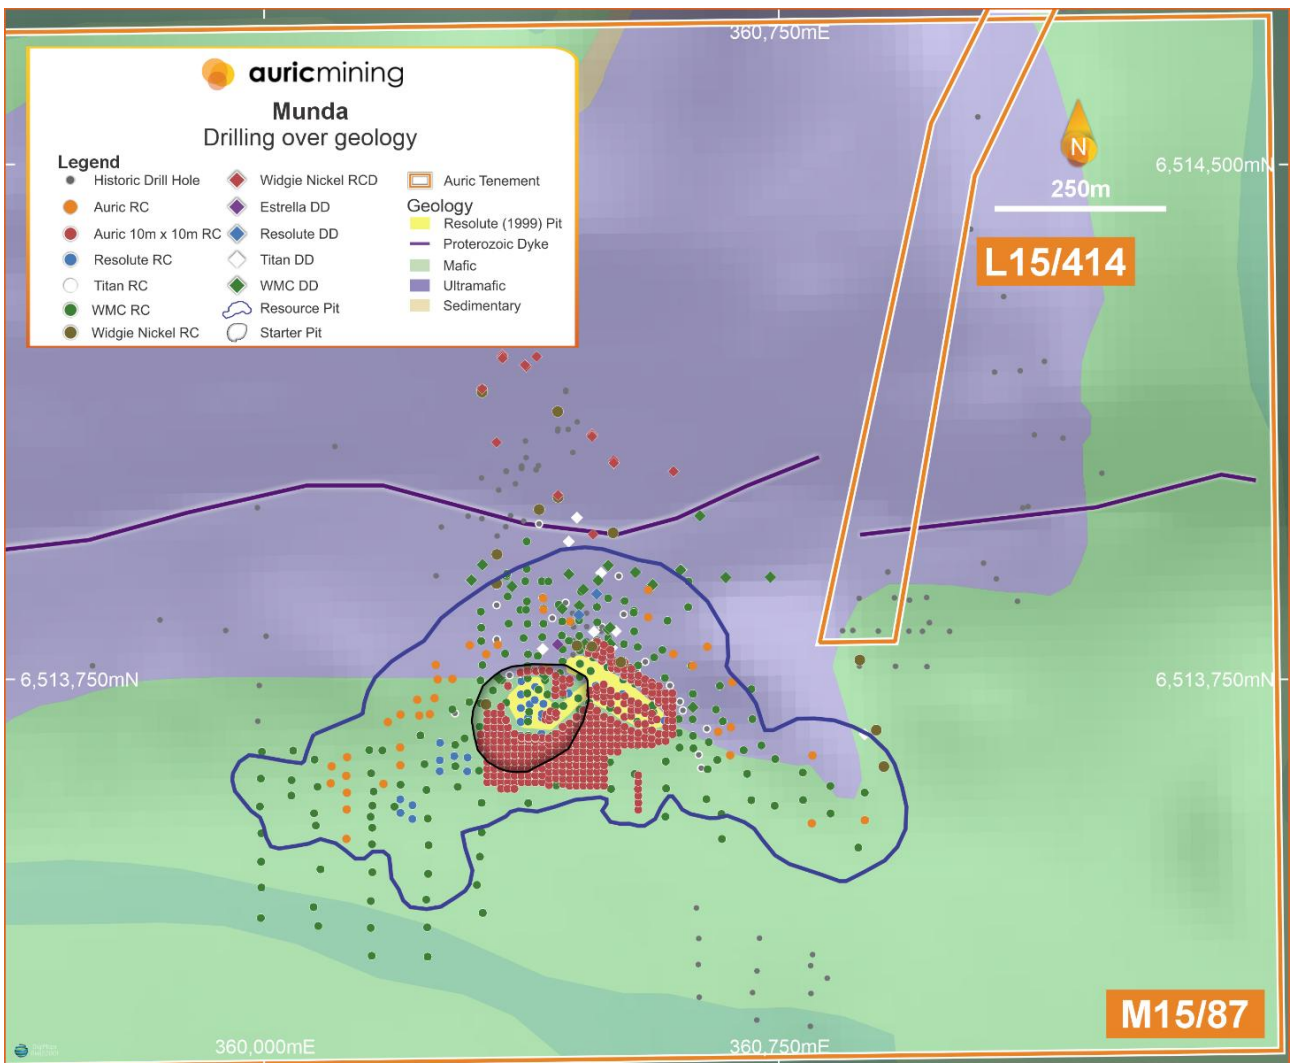 360,750mE
auricmining
Munda
Drilling over geology
Legend
Historic Drill Hole
Auric RC
Auric 10m x 10m RC
Resolute RC
Titan RC
WMC RC
Widgie Nickel RC
Widgie Nickel RCD
Estrella DD
Resolute DD
Titan DD
WMC DD
Resource Pit
Starter Pit
Auric Tenement
Geology
Resolute (1999) Pit
Proterozoic Dyke
Mafic
Ultramafic
Sedimentary
N
250m
6,514,500mN
L15/414
6,513,750mN
6,513,750mN
M15/87
360,000mE
360,750mE